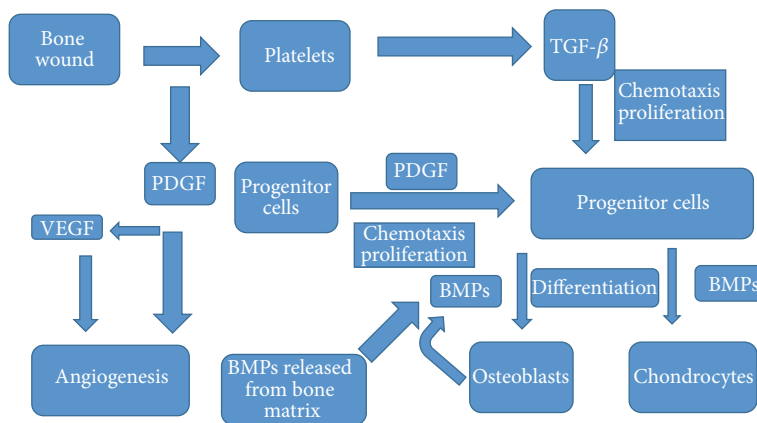 Bone
wound
Platelets
TGF-β
Chemotaxis
proliferation
PDGF
Progenitor
cells
PDGF
Chemotaxis
proliferation
Progenitor cells
VEGF
BMPs
Differentiation
BMPs
Angiogenesis
BMPs released
from bone
matrix
Osteoblasts
Chondrocytes